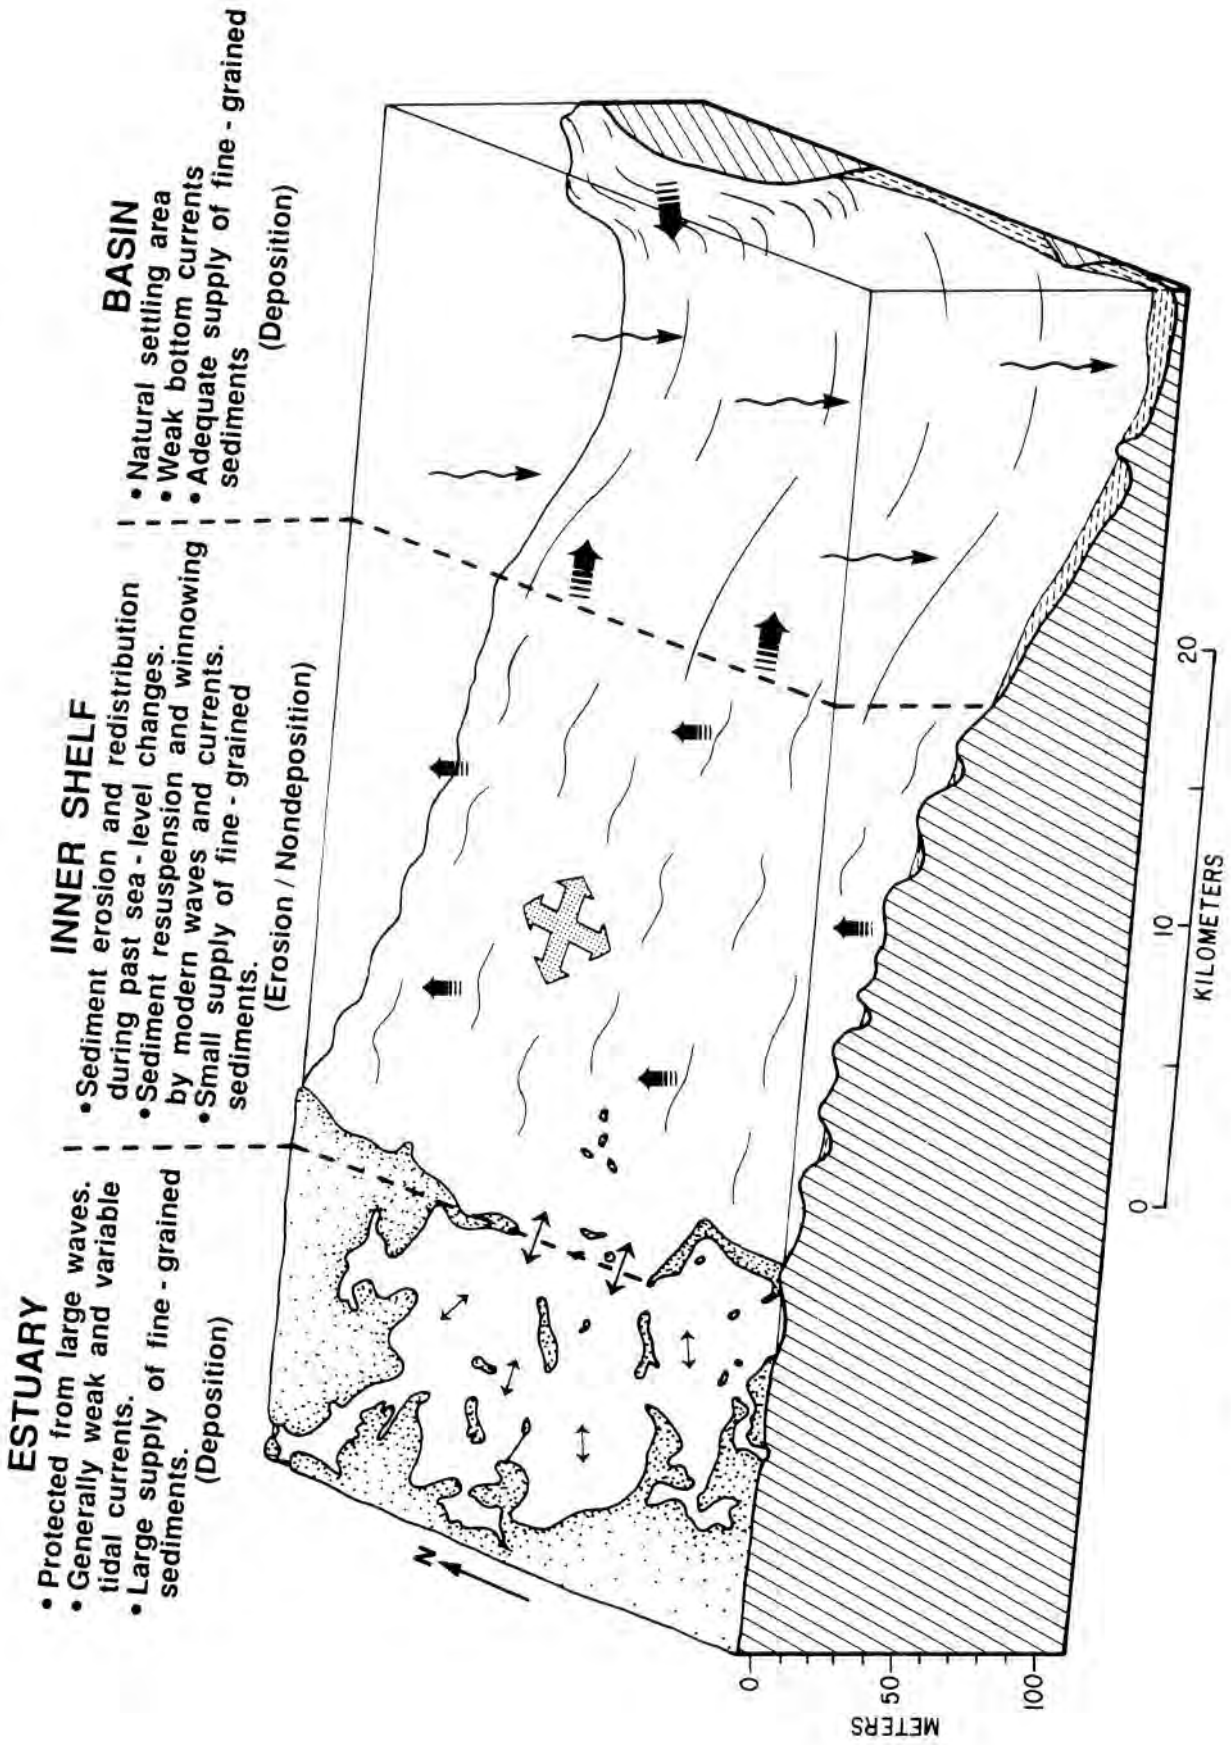 ESTUARY
• Protected from large waves.
• Generally weak and variable
tidal currents.
• Large supply of fine - grained
sediments.
(Deposition)
INNER SHELF
• Sediment erosion and redistribution
during past sea - level changes.
• Sediment resuspension and winnowing
by modern waves and currents.
• Small supply of fine - grained
sediments.
(Erosion / Nondeposition)
BASIN
• Natural settling area
• Weak bottom currents
• Adequate supply of fine - grained
sediments
(Deposition)
N
0
50
100
METERS
0
10
20
KILOMETERS